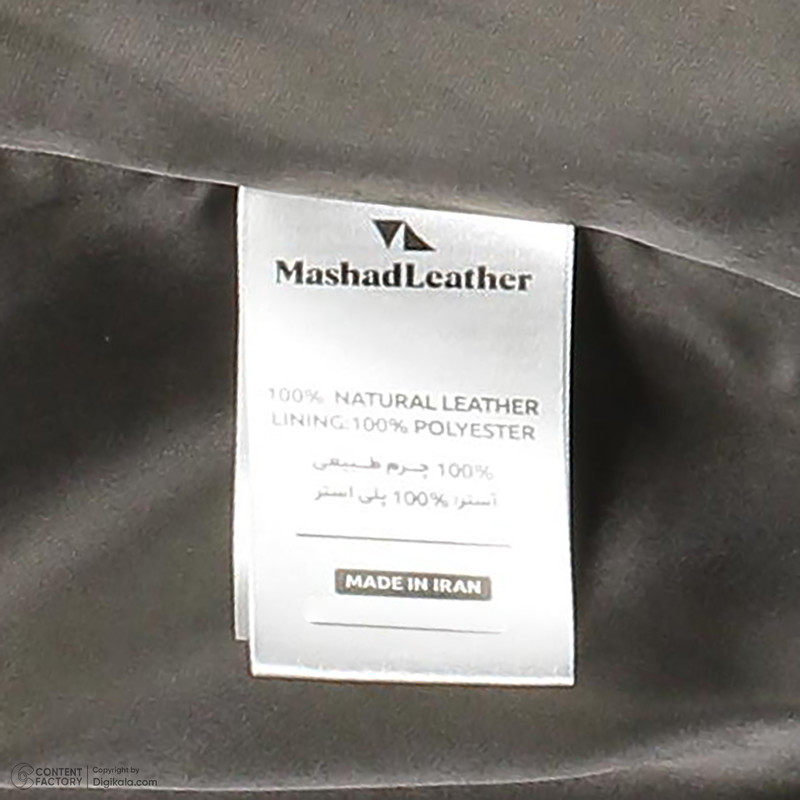 MashadLeather
100% NATURAL LEATHER
LINING:100% POLYESTER
100% چرم طبیعی
آستر: 100% پلی استر
MADE IN IRAN
CONTENT FACTORY
Copyright by
Digikala.com